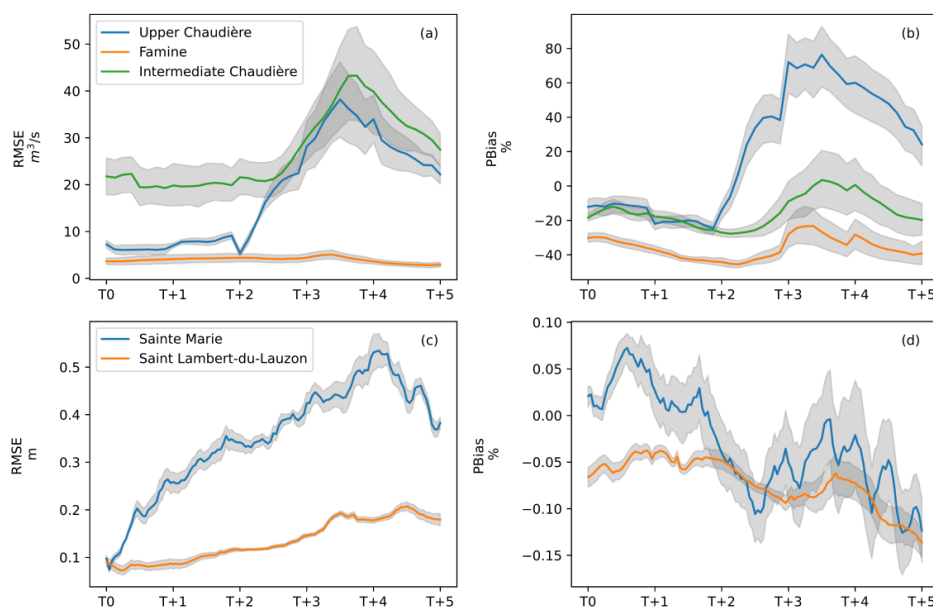 (a)
Upper Chaudière
Famine
Intermediate Chaudière
RMSE
m³/s
50
40
30
20
10
0
T0 T+1 T+2 T+3 T+4 T+5
(b)
PBias
%
80
60
40
20
0
−20
−40
T0 T+1 T+2 T+3 T+4 T+5
(c)
Sainte Marie
Saint Lambert-du-Lauzon
RMSE
m
0.5
0.4
0.3
0.2
0.1
T0 T+1 T+2 T+3 T+4 T+5
(d)
PBias
%
0.10
0.05
0.00
−0.05
−0.10
−0.15
T0 T+1 T+2 T+3 T+4 T+5